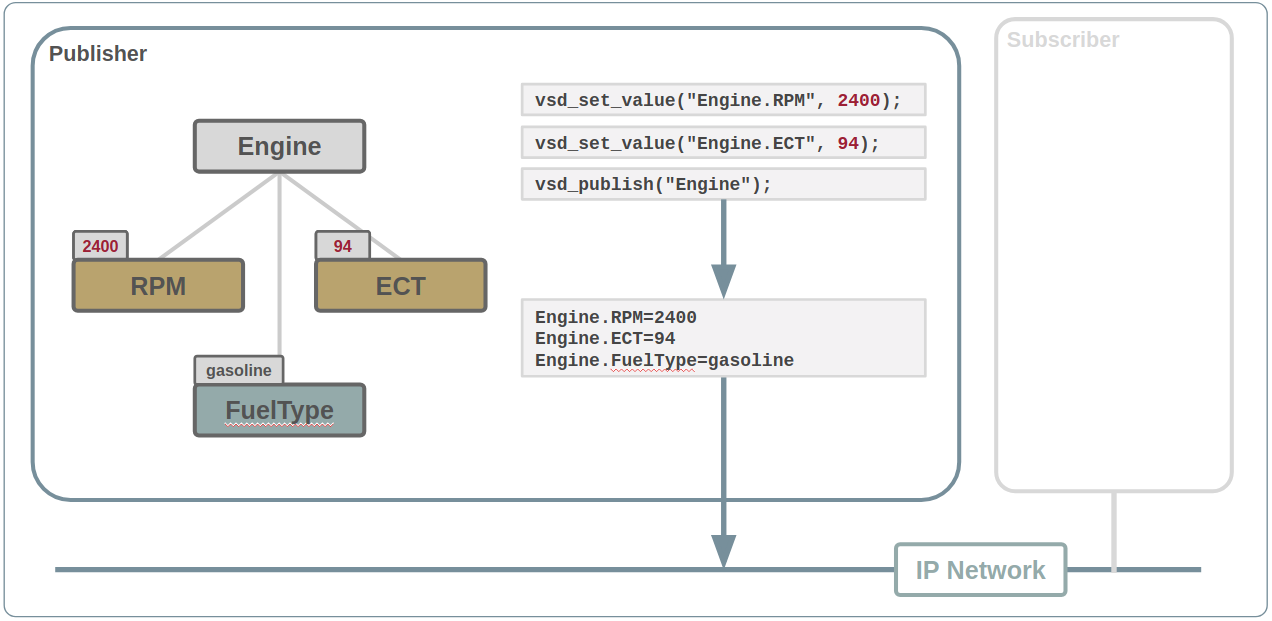 Publisher
Subscriber
Engine
2400
RPM
94
ECT
gasoline
FuelType
vsd_set_value("Engine.RPM", 2400);
vsd_set_value("Engine.ECT", 94);
vsd_publish("Engine");
Engine.RPM=2400
Engine.ECT=94
Engine.FuelType=gasoline
IP Network